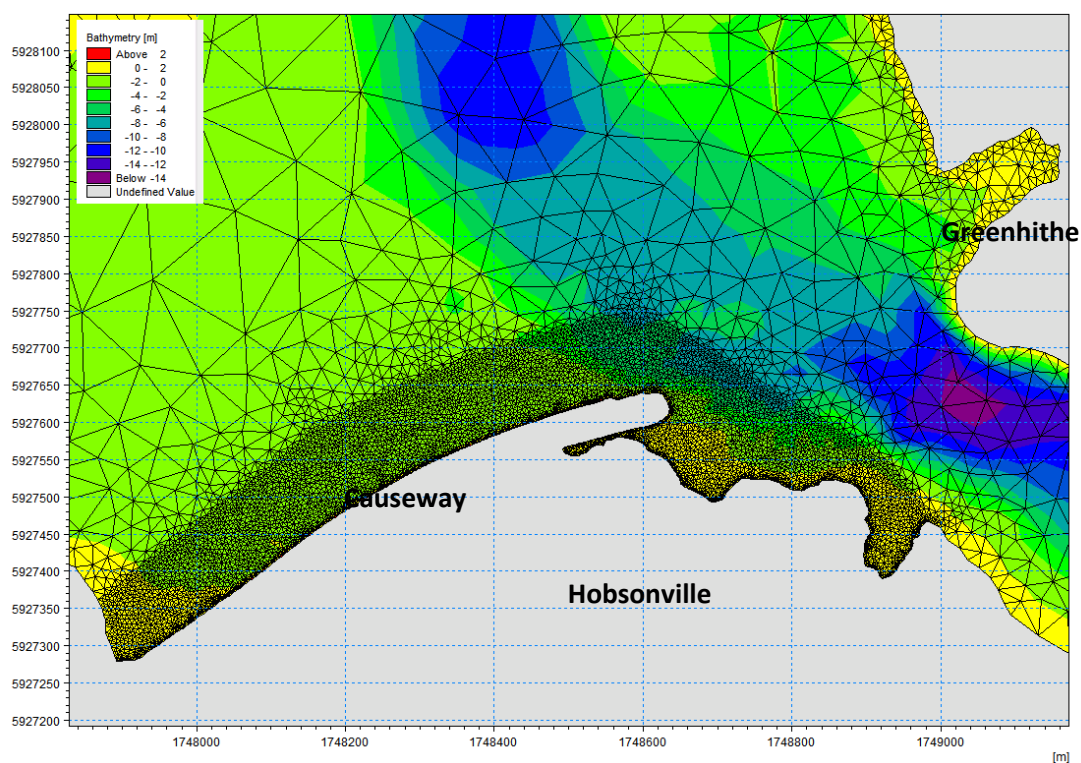 Bathymetry [m]
Above 2
0 - 2
-2 - 0
-4 - -2
-6 - -4
-8 - -6
-10 - -8
-12 - -10
-14 - -12
Below -14
Undefined Value
5928100
5928050
5928000
5927950
5927900
5927850
5927800
5927750
5927700
5927650
5927600
5927550
5927500
5927450
5927400
5927350
5927300
5927250
5927200
Greenhithe
Causeway
Hobsonville
1748000 1748200 1748400 1748600 1748800 1749000
[m]